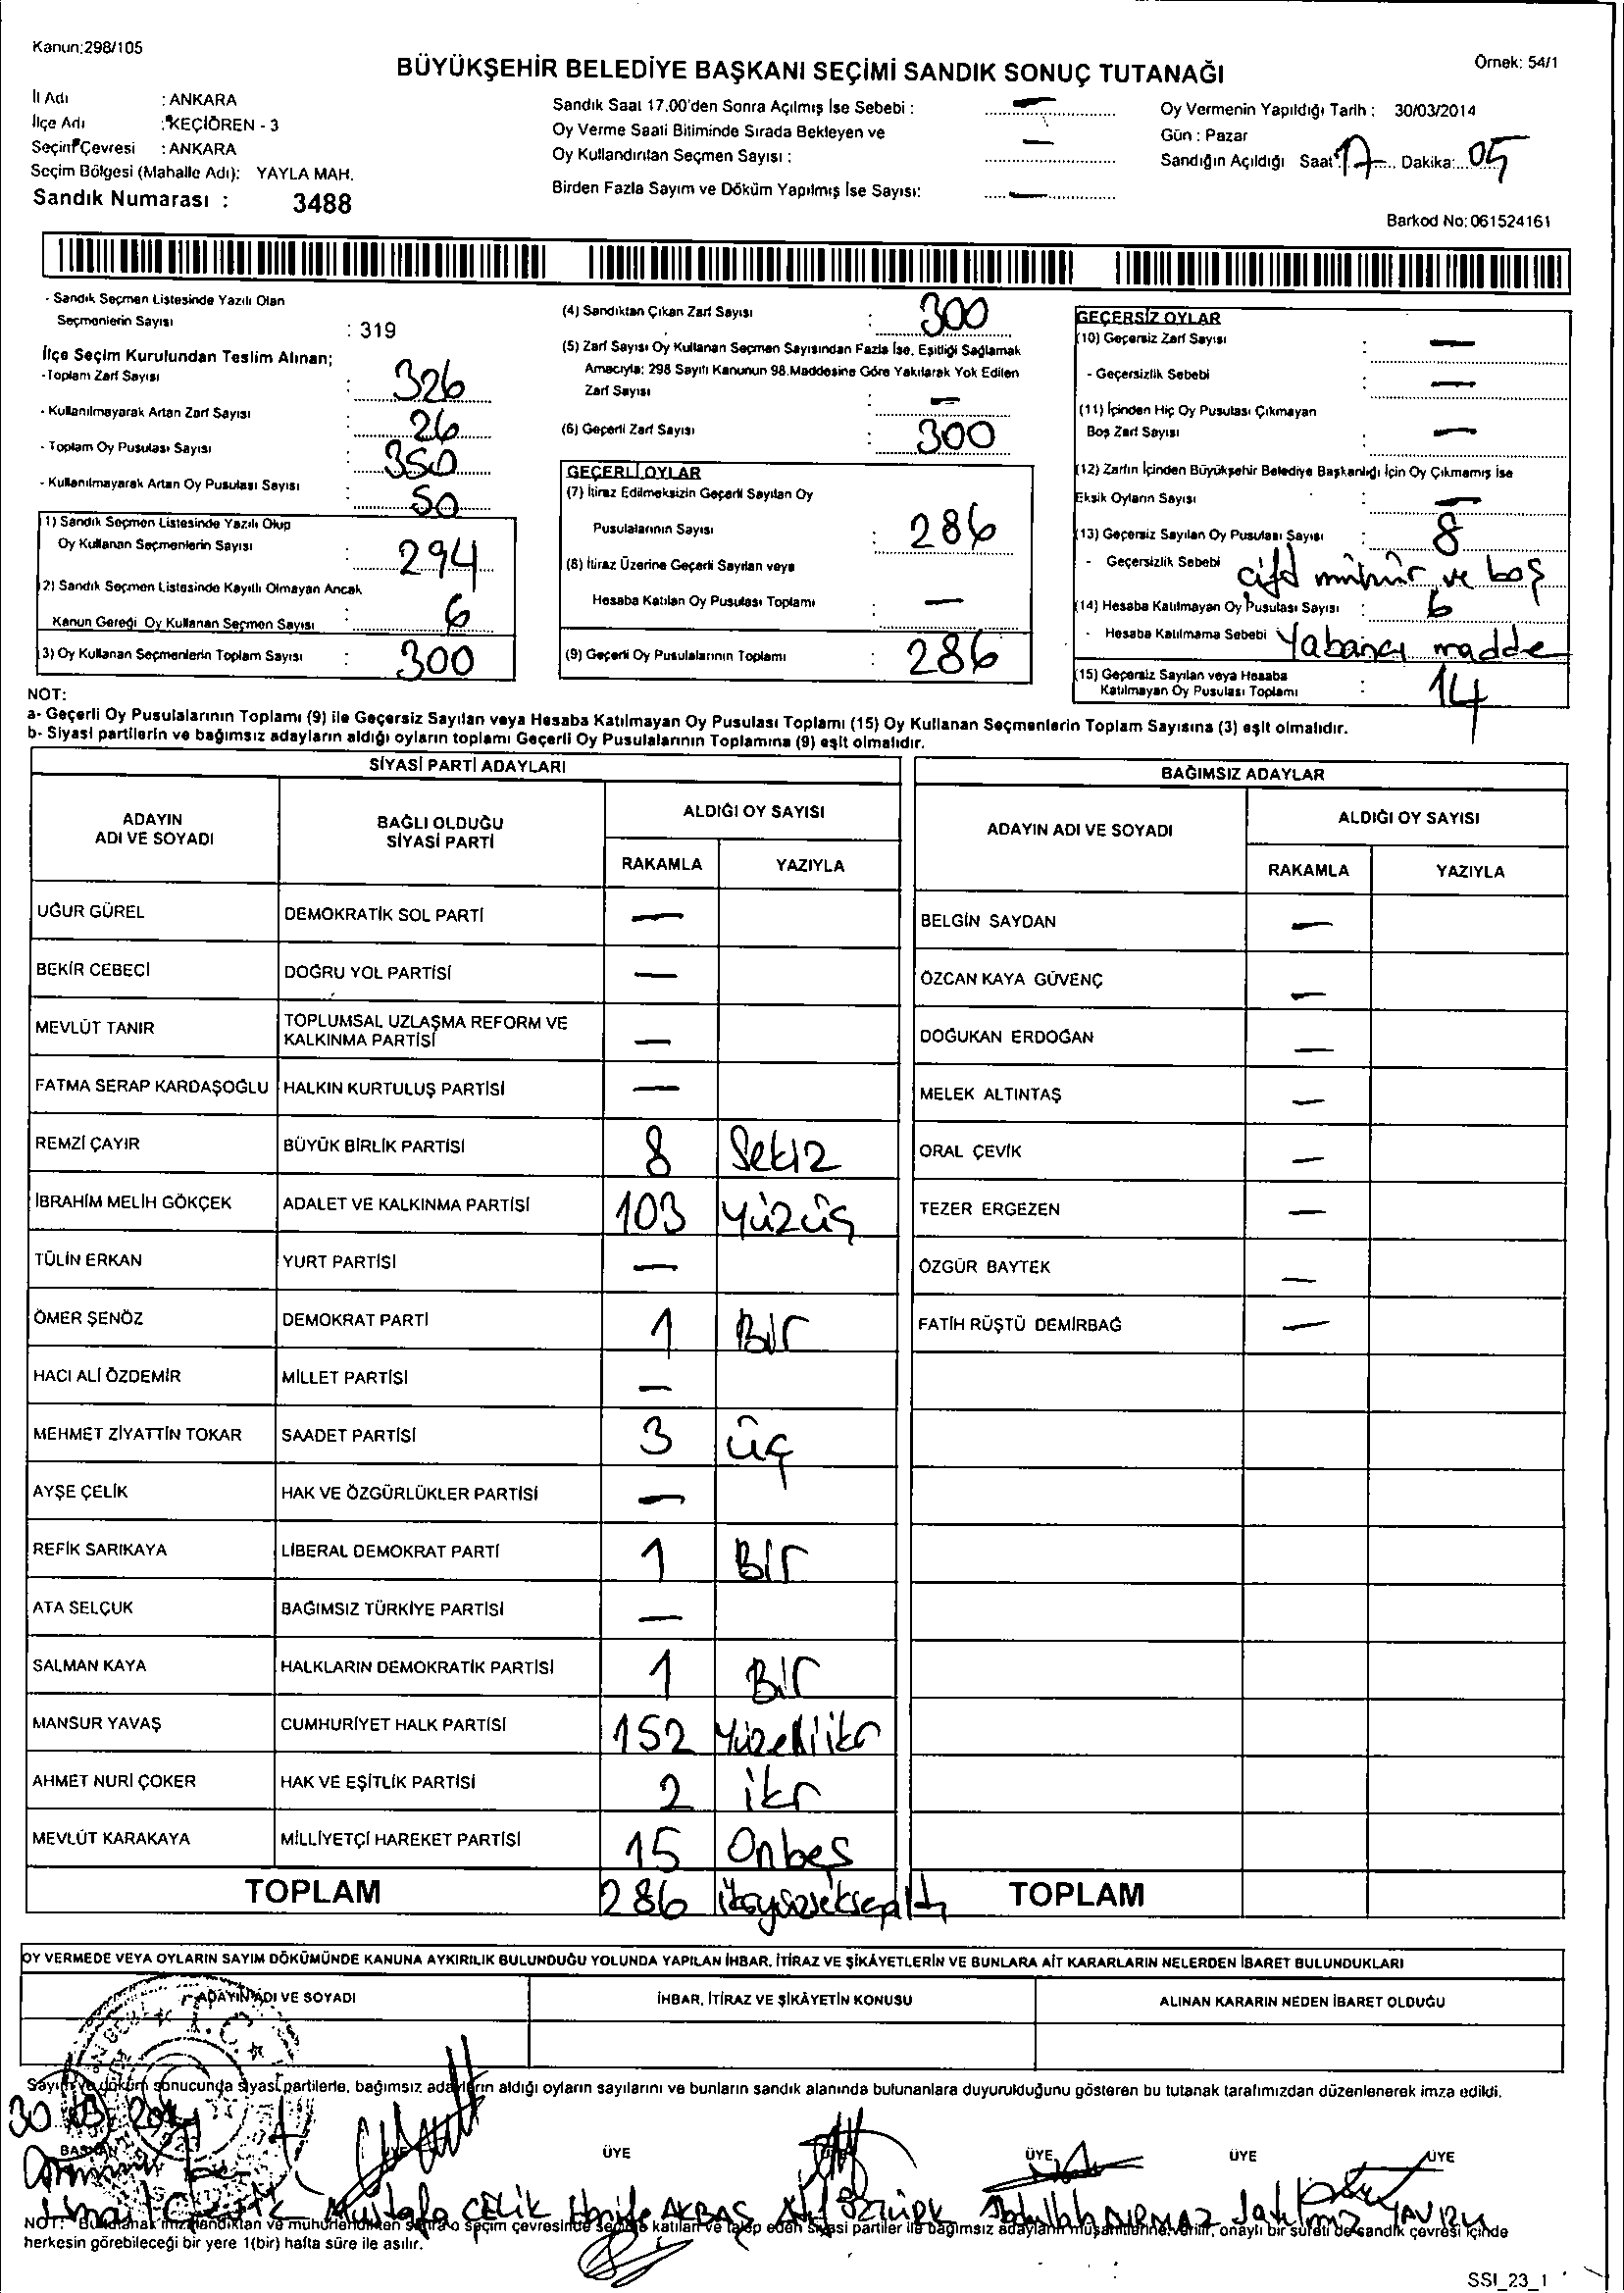 Kanun:298/105
Örnek: 54/1
BÜYÜKŞEHİR BELEDİYE BAŞKANI SEÇİMİ SANDIK SONUÇ TUTANAĞI
İl Adı : ANKARA
İlçe Adı : KEÇİÖREN - 3
Seçim Çevresi : ANKARA
Seçim Bölgesi (Mahalle Adı): YAYLA MAH.
Sandık Numarası : 3488
Sandık Saat 17.00'den Sonra Açılmış İse Sebebi : —
Oy Verme Saati Bitiminde Sırada Bekleyen ve
Oy Kullandırılan Seçmen Sayısı : —
Birden Fazla Sayım ve Döküm Yapılmış İse Sayısı: —
Oy Vermenin Yapıldığı Tarih : 30/03/2014
Gün : Pazar
Sandığın Açıldığı Saat: 17 Dakika: 05
Barkod No: 061524161
- Sandık Seçmen Listesinde Yazılı Olan
Seçmenlerin Sayısı : 319
İlçe Seçim Kurulundan Teslim Alınan;
- Toplam Zarf Sayısı : 326
- Kullanılmayarak Artan Zarf Sayısı : 26
- Toplam Oy Pusulası Sayısı : 350
- Kullanılmayarak Artan Oy Pusulası Sayısı : 50
1) Sandık Seçmen Listesinde Yazılı Olup
Oy Kullanan Seçmenlerin Sayısı : 294
2) Sandık Seçmen Listesinde Kayıtlı Olmayan Ancak
Kanun Gereği Oy Kullanan Seçmen Sayısı : 6
3) Oy Kullanan Seçmenlerin Toplam Sayısı : 300
(4) Sandıktan Çıkan Zarf Sayısı : 300
(5) Zarf Sayısı Oy Kullanan Seçmen Sayısından Fazla İse, Eşitliği Sağlamak
Amacıyla: 298 Sayılı Kanunun 98.Maddesine Göre Yakılarak Yok Edilen
Zarf Sayısı : —
(6) Geçerli Zarf Sayısı : 300
GEÇERLİ OYLAR
(7) İtiraz Edilmeksizin Geçerli Sayılan Oy
Pusulalarının Sayısı : 286
(8) İtiraz Üzerine Geçerli Sayılan veya
Hesaba Katılan Oy Pusulası Toplamı : —
(9) Geçerli Oy Pusulalarının Toplamı : 286
GEÇERSİZ OYLAR
(10) Geçersiz Zarf Sayısı : —
- Geçersizlik Sebebi : —
(11) İçinden Hiç Oy Pusulası Çıkmayan
Boş Zarf Sayısı : —
(12) Zarfın İçinden Büyükşehir Belediye Başkanlığı İçin Oy Çıkmamış İse
Eksik Oyların Sayısı : —
(13) Geçersiz Sayılan Oy Pusulası Sayısı : 8
- Geçersizlik Sebebi çift mühür ve boş
(14) Hesaba Katılmayan Oy Pusulası Sayısı : 6
- Hesaba Katılmama Sebebi Yabancı madde
(15) Geçersiz Sayılan veya Hesaba
Katılmayan Oy Pusulası Toplamı : 14
NOT:
a- Geçerli Oy Pusulalarının Toplamı (9) ile Geçersiz Sayılan veya Hesaba Katılmayan Oy Pusulası Toplamı (15) Oy Kullanan Seçmenlerin Toplam Sayısına (3) eşit olmalıdır.
b- Siyasi partilerin ve bağımsız adayların aldığı oyların toplamı Geçerli Oy Pusulalarının Toplamına (9) eşit olmalıdır.
SİYASİ PARTİ ADAYLARI
ADAYIN ADI VE SOYADI BAĞLI OLDUĞU SİYASİ PARTİ ALDIĞI OY SAYISI
RAKAMLA YAZIYLA
UĞUR GÜREL DEMOKRATİK SOL PARTİ —
BEKİR CEBECİ DOĞRU YOL PARTİSİ —
MEVLÜT TANIR TOPLUMSAL UZLAŞMA REFORM VE KALKINMA PARTİSİ —
FATMA SERAP KARDAŞOĞLU HALKIN KURTULUŞ PARTİSİ —
REMZİ ÇAYIR BÜYÜK BİRLİK PARTİSİ 8 Sekiz
İBRAHİM MELİH GÖKÇEK ADALET VE KALKINMA PARTİSİ 103 Yüzüç
TÜLİN ERKAN YURT PARTİSİ —
ÖMER ŞENÖZ DEMOKRAT PARTİ 1 Bir
HACI ALİ ÖZDEMİR MİLLET PARTİSİ —
MEHMET ZİYATTİN TOKAR SAADET PARTİSİ 3 üç
AYŞE ÇELİK HAK VE ÖZGÜRLÜKLER PARTİSİ —
REFİK SARIKAYA LİBERAL DEMOKRAT PARTİ 1 Bir
ATA SELÇUK BAĞIMSIZ TÜRKİYE PARTİSİ —
SALMAN KAYA HALKLARIN DEMOKRATİK PARTİSİ 1 Bir
MANSUR YAVAŞ CUMHURİYET HALK PARTİSİ 152 Yüzelliiki
AHMET NURİ ÇOKER HAK VE EŞİTLİK PARTİSİ 2 iki
MEVLÜT KARAKAYA MİLLİYETÇİ HAREKET PARTİSİ 15 Onbeş
TOPLAM 286 ikiyüzseksenaltı
BAĞIMSIZ ADAYLAR
ADAYIN ADI VE SOYADI ALDIĞI OY SAYISI
RAKAMLA YAZIYLA
BELGİN SAYDAN —
ÖZCAN KAYA GÜVENÇ —
DOĞUKAN ERDOĞAN —
MELEK ALTINTAŞ —
ORAL ÇEVİK —
TEZER ERGEZEN —
ÖZGÜR BAYTEK —
FATİH RÜŞTÜ DEMİRBAĞ —
TOPLAM
OY VERMEDE VEYA OYLARIN SAYIM DÖKÜMÜNDE KANUNA AYKIRILIK BULUNDUĞU YOLUNDA YAPILAN İHBAR, İTİRAZ VE ŞİKÂYETLERİN VE BUNLARA AİT KARARLARIN NELERDEN İBARET BULUNDUKLARI
ADAYIN ADI VE SOYADI İHBAR, İTİRAZ VE ŞİKÂYETİN KONUSU ALINAN KARARIN NEDEN İBARET OLDUĞU
T.C.
Sayım ve döküm sonucunda siyasi partilerle, bağımsız adayların aldığı oyların sayılarını ve bunların sandık alanında bulunanlara duyurulduğunu gösteren bu tutanak tarafımızdan düzenlenerek imza edildi.
30 03 2014
BAŞKAN ÜYE ÜYE ÜYE ÜYE ÜYE
Mustafa ÇELİK AKBAŞ ÖZTÜRK Abdullah DURMAZ
NOT: Bu tutanak imzalandıktan ve mühürlendikten sonra o seçim çevresinde seçime katılan ve talep eden siyasi partiler ile bağımsız adayların müşahitlerine verilir, onaylı bir sureti de sandık çevresi içinde
herkesin görebileceği bir yere 1(bir) hafta süre ile asılır.
SSI_23_1